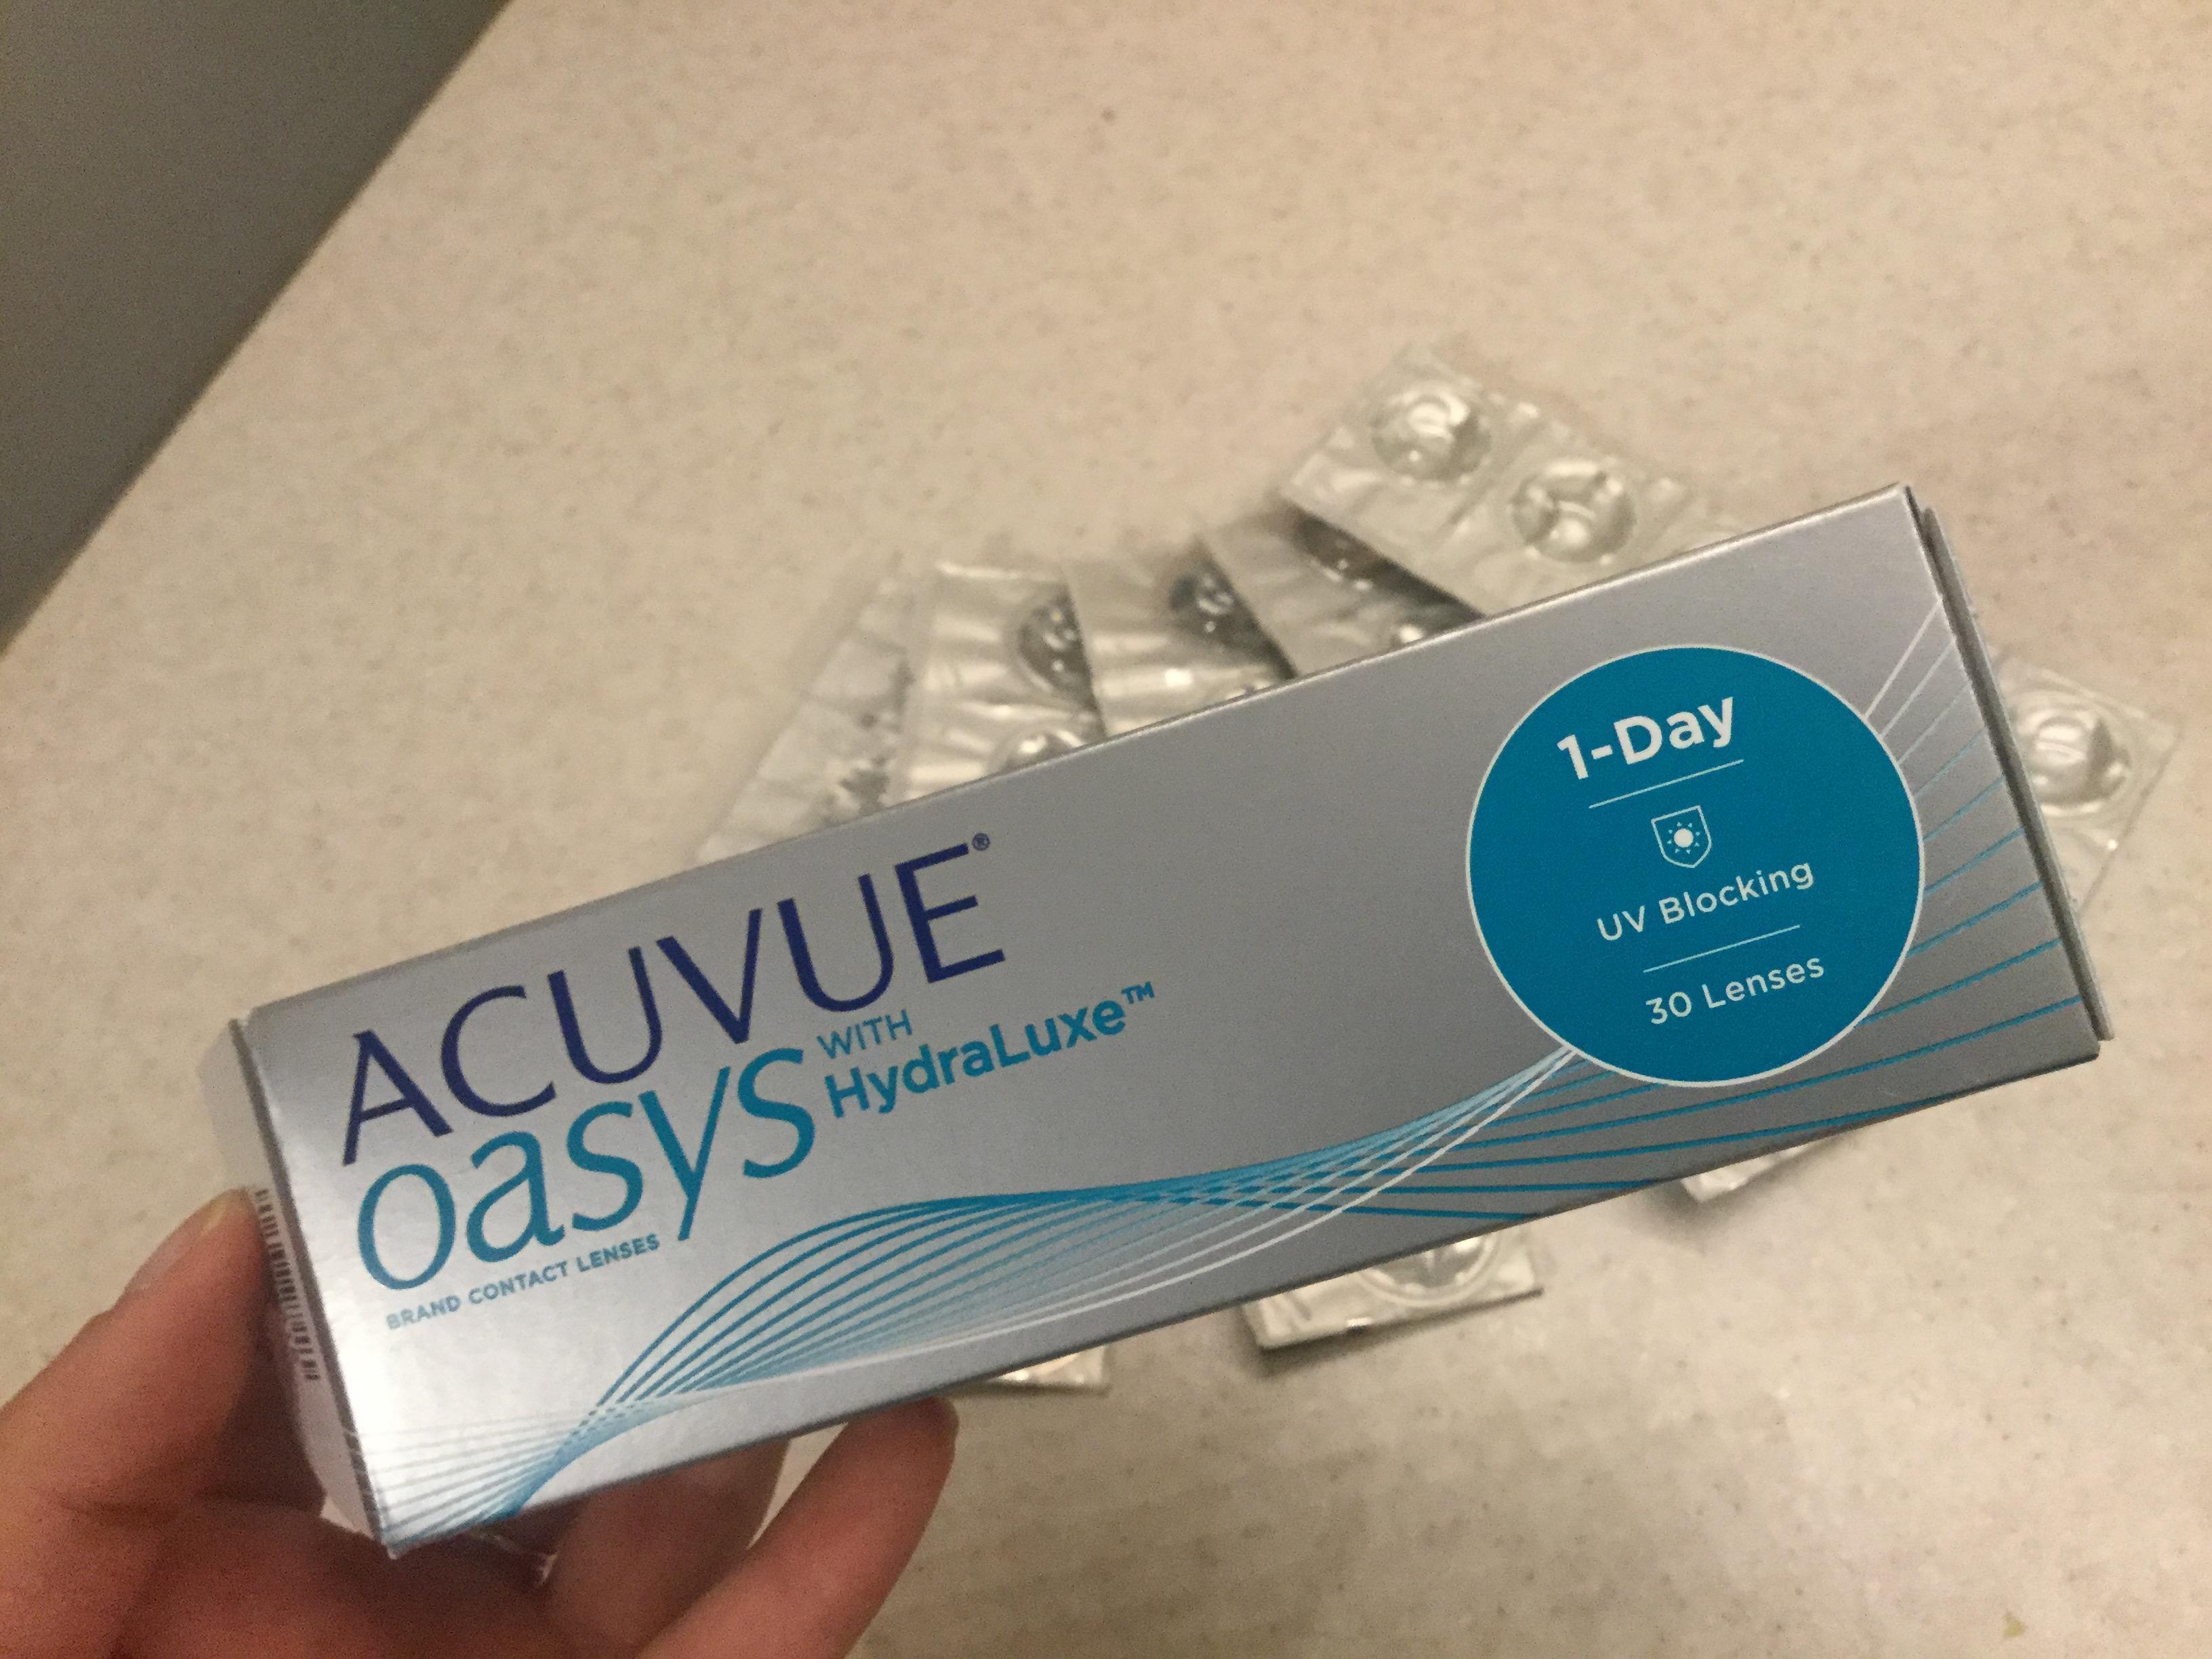 ACUVUE®
oasys WITH
HydraLuxe™
BRAND CONTACT LENSES
1-Day
UV Blocking
30 Lenses